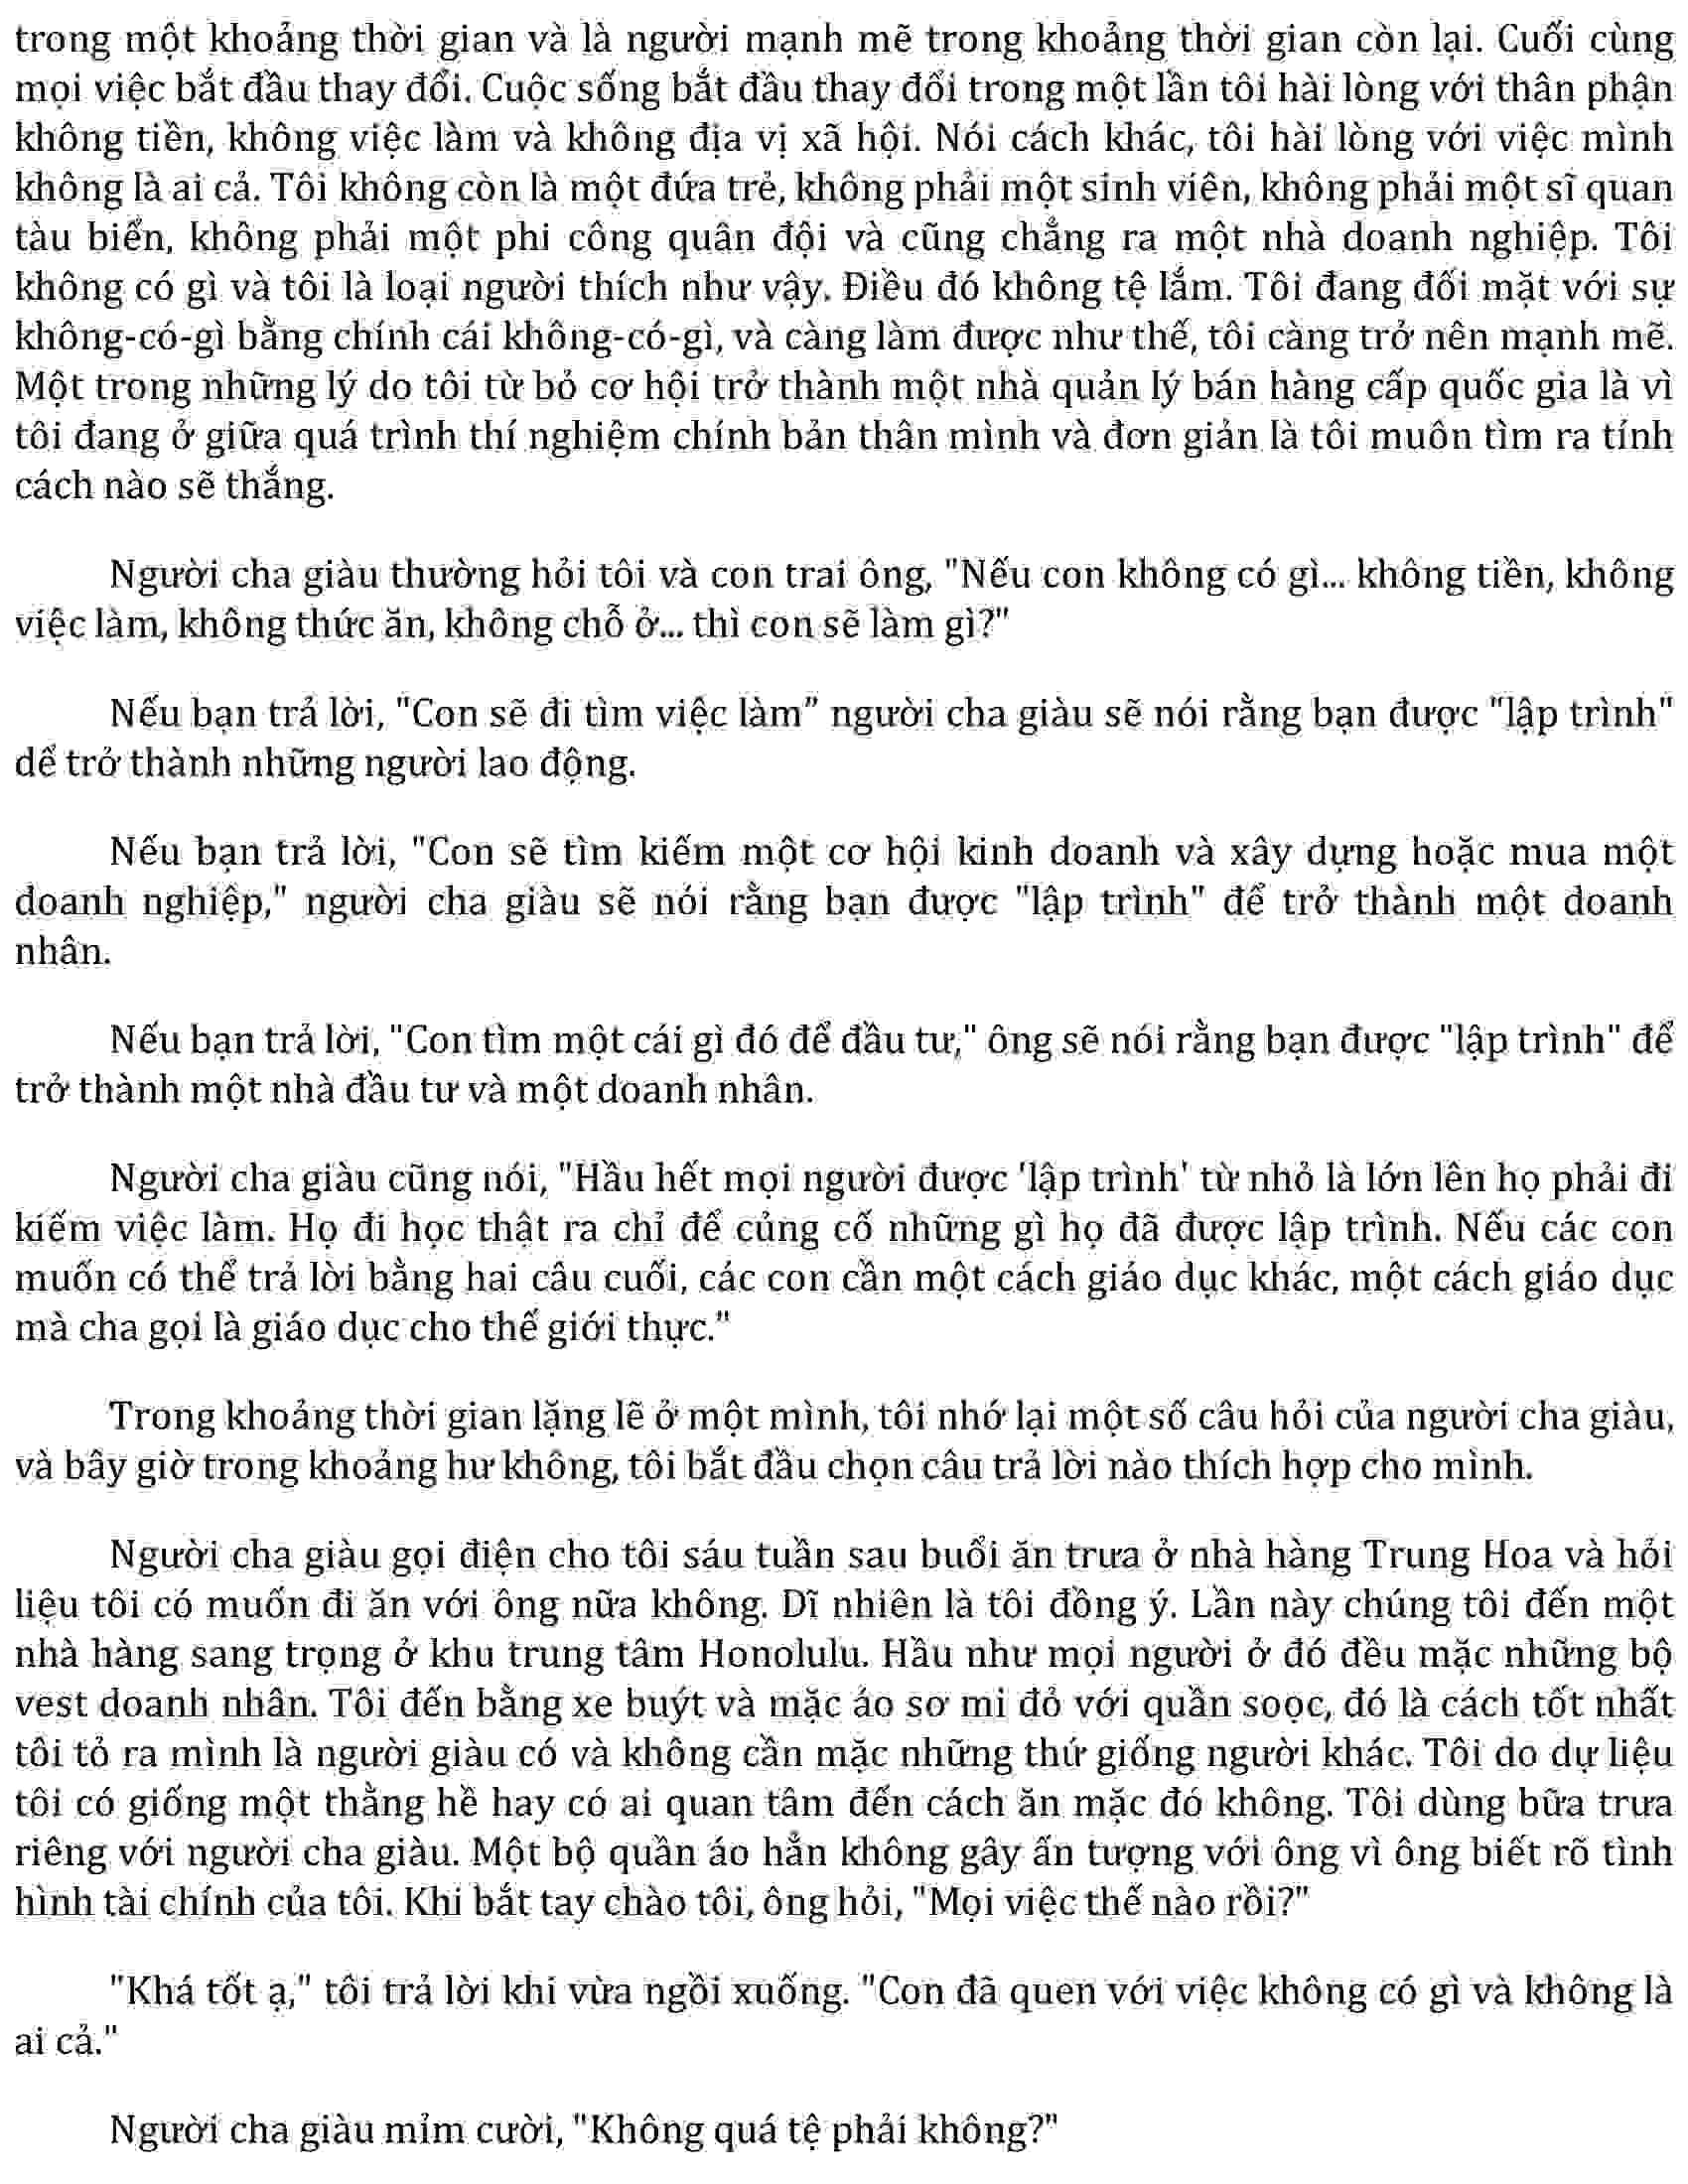 trong một khoảng thời gian và là người mạnh mẽ trong khoảng thời gian còn lại. Cuối cùng
mọi việc bắt đầu thay đổi. Cuộc sống bắt đầu thay đổi trong một lần tôi hài lòng với thân phận
không tiền, không việc làm và không địa vị xã hội. Nói cách khác, tôi hài lòng với việc mình
không là ai cả. Tôi không còn là một đứa trẻ, không phải một sinh viên, không phải một sĩ quan
tàu biển, không phải một phi công quân đội và cũng chẳng ra một nhà doanh nghiệp. Tôi
không có gì và tôi là loại người thích như vậy. Điều đó không tệ lắm. Tôi đang đối mặt với sự
không-có-gì bằng chính cái không-có-gì, và càng làm được như thế, tôi càng trở nên mạnh mẽ.
Một trong những lý do tôi từ bỏ cơ hội trở thành một nhà quản lý bán hàng cấp quốc gia là vì
tôi đang ở giữa quá trình thí nghiệm chính bản thân mình và đơn giản là tôi muôn tìm ra tính
cách nào sẽ thắng.
Người cha giàu thường hỏi tôi và con trai ông, "Nếu con không có gì... không tiền, không
việc làm, không thức ăn, không chỗ ở... thì con sẽ làm gì?"
Nếu bạn trả lời, "Con sẽ đi tìm việc làm” người cha giàu sẽ nói rằng bạn được "lập trình"
dể trở thành những người lao động.
Nếu bạn trả lời, "Con sẽ tìm kiếm một cơ hội kinh doanh và xây dựng hoặc mua một
doanh nghiệp," người cha giàu sẽ nói rằng bạn được "lập trình" để trở thành một doanh
nhân.
Nếu bạn trả lời, "Con tìm một cái gì đó để đầu tư," ông sẽ nói rằng bạn được "lập trình" để
trở thành một nhà đầu tư và một doanh nhân.
Người cha giàu cũng nói, "Hầu hết mọi người được 'lập trình' từ nhỏ là lớn lên họ phải đi
kiếm việc làm. Họ đi học thật ra chỉ để củng cố những gì họ đã được lập trình. Nếu các con
muốn có thể trả lời bằng hai câu cuối, các con cần một cách giáo dục khác, một cách giáo dục
mà cha gọi là giáo dục cho thế giới thực."
Trong khoảng thời gian lặng lẽ ở một mình, tôi nhớ lại một số câu hỏi của người cha giàu,
và bây giờ trong khoảng hư không, tôi bắt đầu chọn câu trả lời nào thích hợp cho mình.
Người cha giàu gọi điện cho tôi sáu tuần sau buổi ăn trưa ở nhà hàng Trung Hoa và hỏi
liệu tôi có muốn đi ăn với ông nữa không. Dĩ nhiên là tôi đồng ý. Lần này chúng tôi đến một
nhà hàng sang trọng ở khu trung tâm Honolulu. Hầu như mọi người ở đó đều mặc những bộ
vest doanh nhân. Tôi đến bằng xe buýt và mặc áo sơ mi đỏ với quần soọc, đó là cách tốt nhất
tôi tỏ ra mình là người giàu có và không cần mặc những thứ giống người khác. Tôi do dự liệu
tôi có giống một thằng hề hay có ai quan tâm đến cách ăn mặc đó không. Tôi dùng bữa trưa
riêng với người cha giàu. Một bộ quần áo hẳn không gây ấn tượng với ông vì ông biết rõ tình
hình tài chính của tôi. Khi bắt tay chào tôi, ông hỏi, "Mọi việc thế nào rồi?"
"Khá tốt ạ," tôi trả lời khi vừa ngồi xuống. "Con đã quen với việc không có gì và không là
ai cả."
Người cha giàu mỉm cười, "Không quá tệ phải không?"